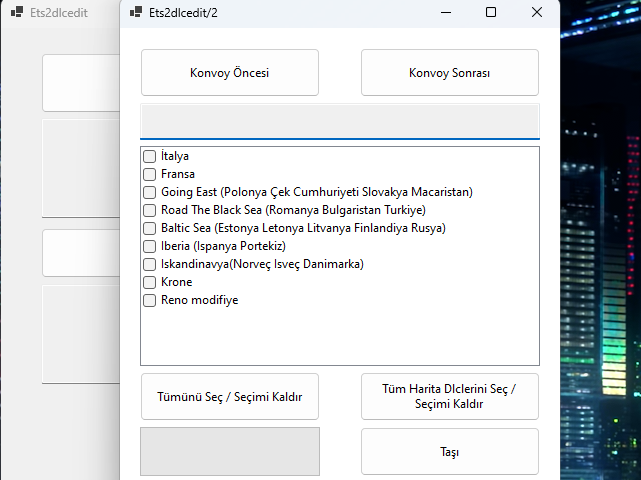 Ets2dlcedit
Ets2dlcedit/2
Konvoy Öncesi
Konvoy Sonrası
İtalya
Fransa
Going East (Polonya Çek Cumhuriyeti Slovakya Macaristan)
Road The Black Sea (Romanya Bulgaristan Turkiye)
Baltic Sea (Estonya Letonya Litvanya Finlandiya Rusya)
Iberia (Ispanya Portekiz)
Iskandinavya(Norveç Isveç Danimarka)
Krone
Reno modifiye
Tümünü Seç / Seçimi Kaldır
Tüm Harita Dlclerini Seç /
Seçimi Kaldır
Taşı